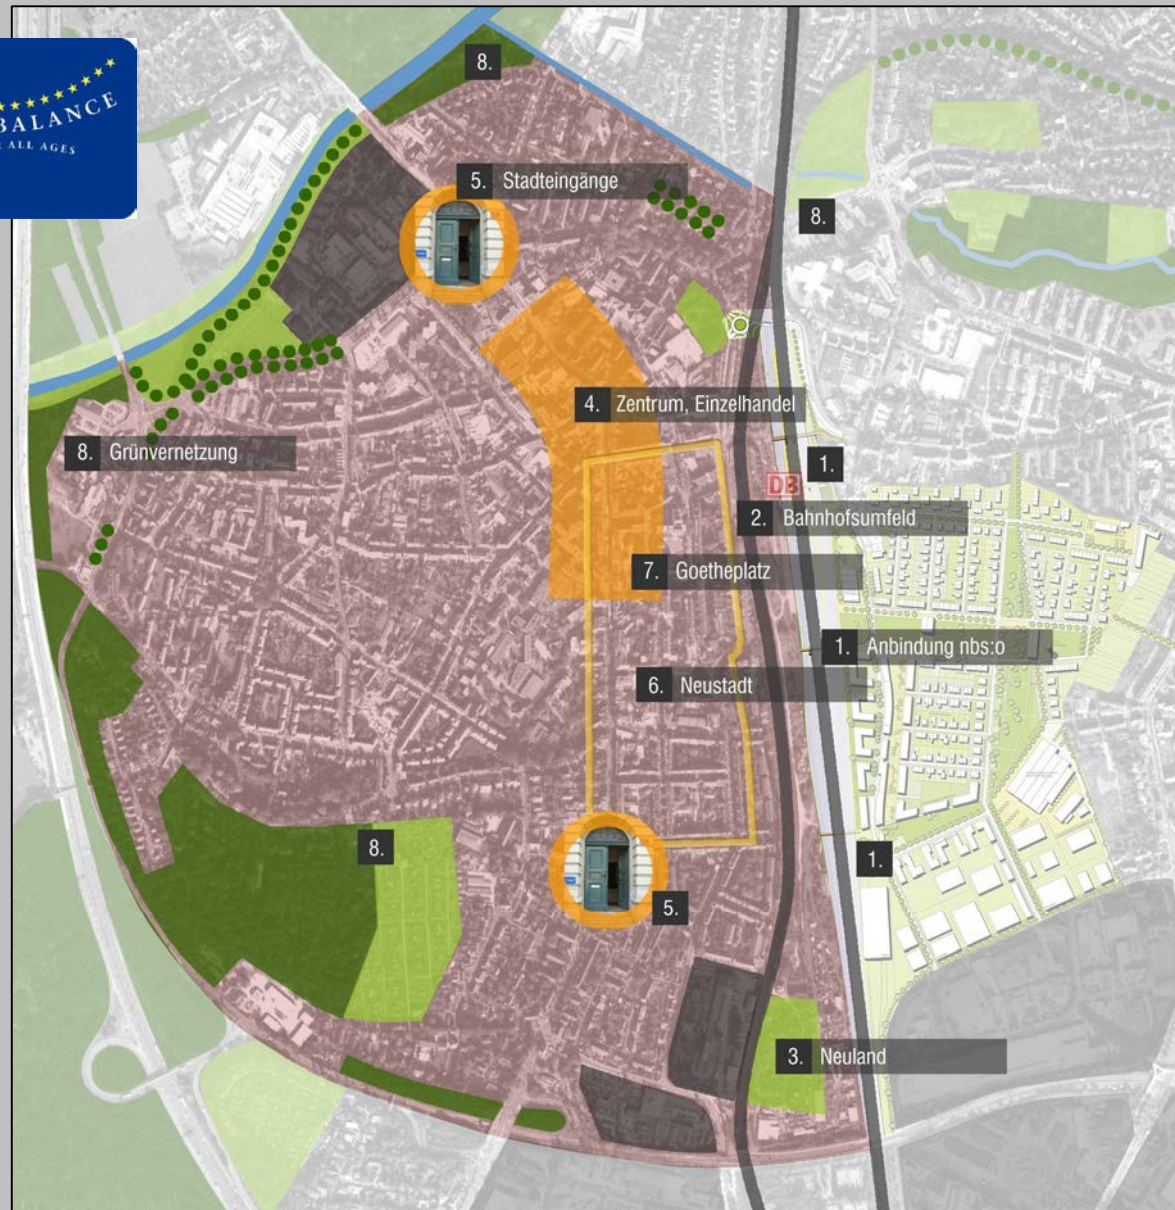 BALANCE
ALL AGES
8.
5. Stadteingänge
8.
4. Zentrum, Einzelhandel
8. Grünvernetzung
1.
DB
2. Bahnhofsumfeld
7. Goetheplatz
1. Anbindung nbs:o
6. Neustadt
8.
1.
5.
3. Neuland